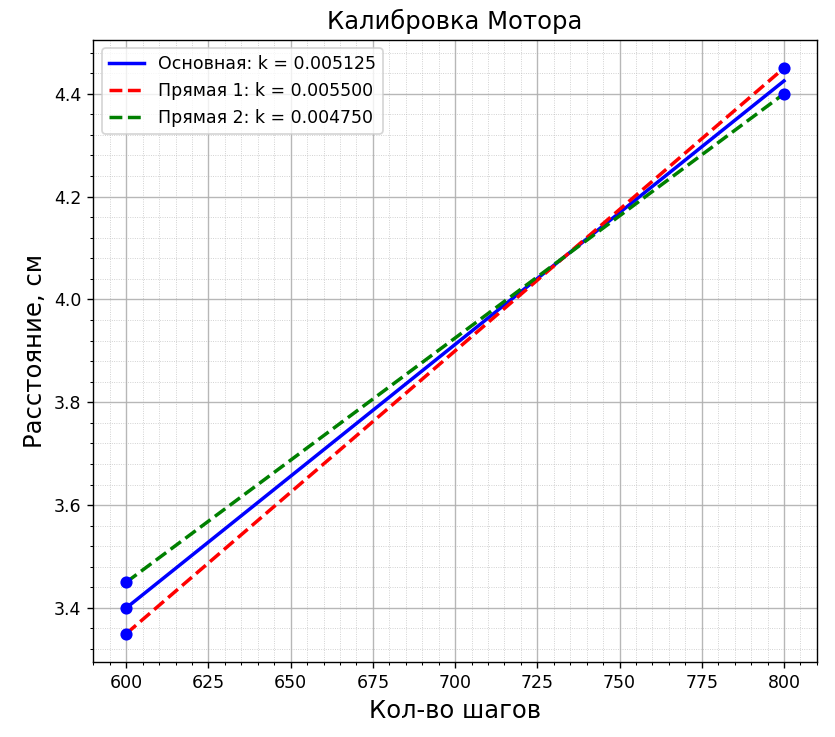 Калибровка Мотора
Основная: k = 0.005125
Прямая 1: k = 0.005500
Прямая 2: k = 0.004750
Расстояние, см
4.4
4.2
4.0
3.8
3.6
3.4
600 625 650 675 700 725 750 775 800
Кол-во шагов